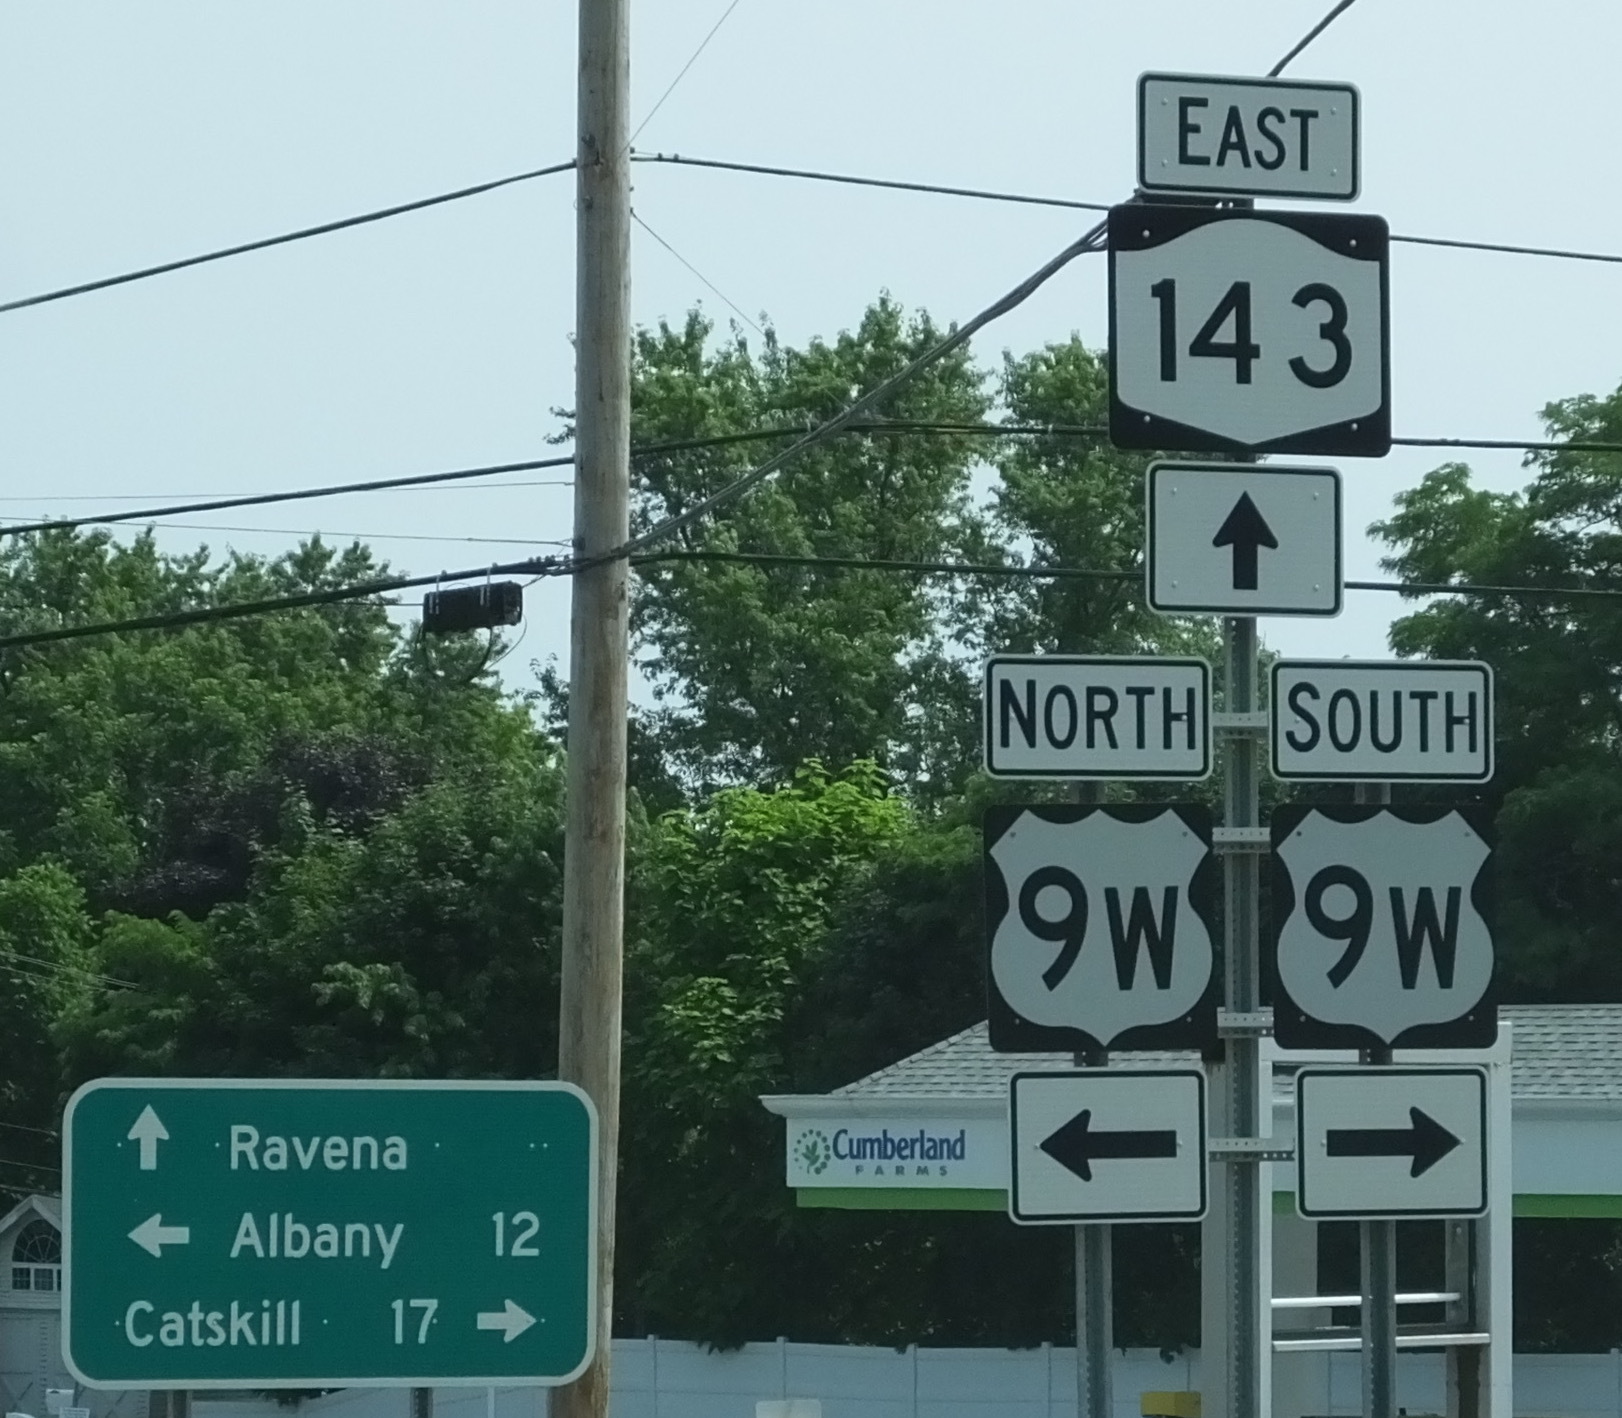 EAST
143
NORTH
SOUTH
9W
9W
Cumberland
FARMS
Ravena
Albany 12
Catskill 17